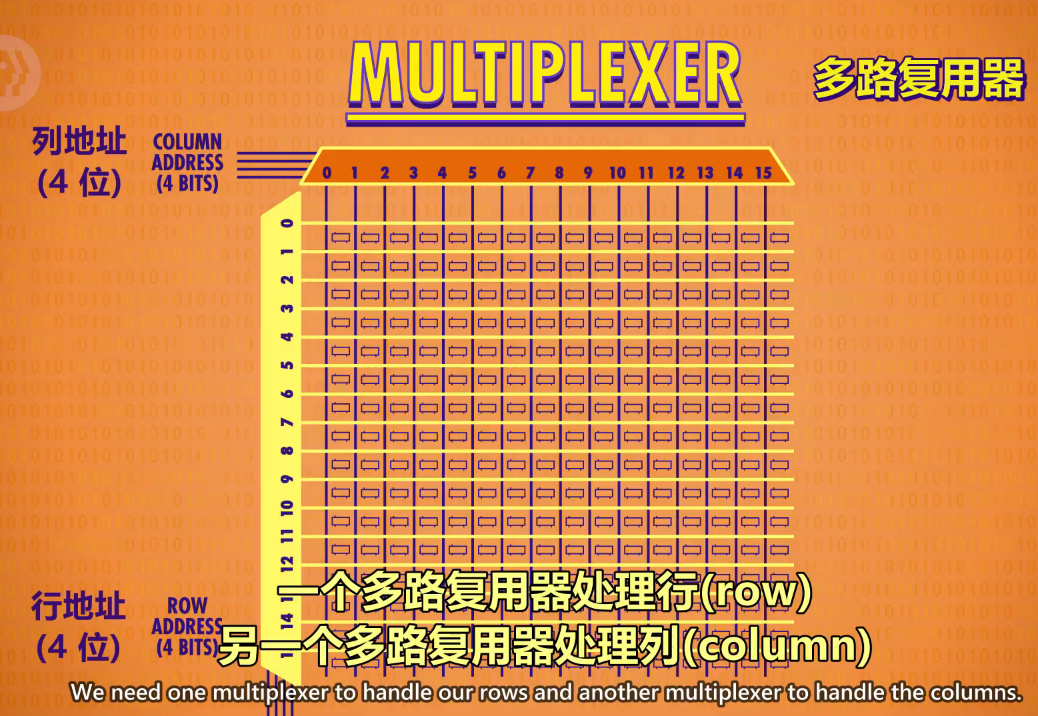 MULTIPLEXER
多路复用器
列地址
(4 位)
COLUMN
ADDRESS
(4 BITS)
0 1 2 3 4 5 6 7 8 9 10 11 12 13 14 15
0
1
2
3
4
5
6
7
8
9
10
11
12
14
行地址
(4 位)
ROW
ADDRESS
(4 BITS)
一个多路复用器处理行(row)
另一个多路复用器处理列(column)
We need one multiplexer to handle our rows and another multiplexer to handle the columns.